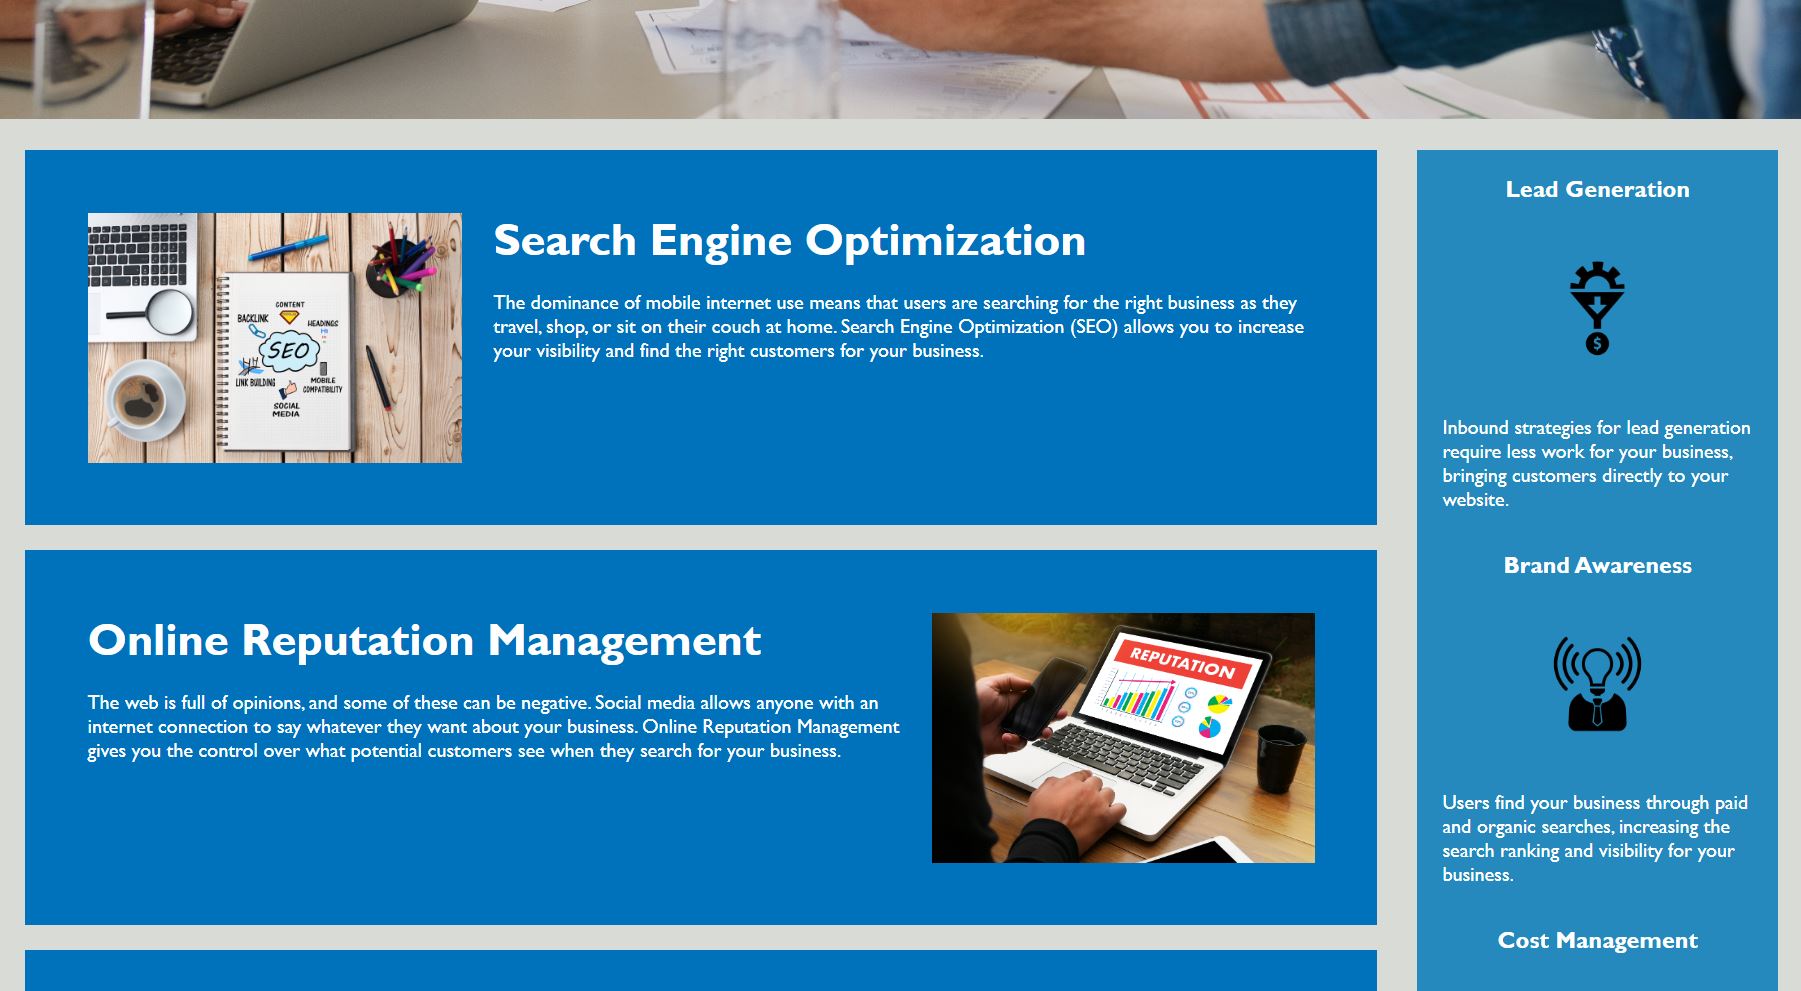 Search Engine Optimization
The dominance of mobile internet use means that users are searching for the right business as they
travel, shop, or sit on their couch at home. Search Engine Optimization (SEO) allows you to increase
your visibility and find the right customers for your business.
CONTENT
BACKLINK
HEADINGS
H1
SEO
LINK BUILDING
MOBILE
COMPATIBILITY
SOCIAL
MEDIA
Online Reputation Management
The web is full of opinions, and some of these can be negative. Social media allows anyone with an
internet connection to say whatever they want about your business. Online Reputation Management
gives you the control over what potential customers see when they search for your business.
REPUTATION
Lead Generation
$
Inbound strategies for lead generation
require less work for your business,
bringing customers directly to your
website.
Brand Awareness
Users find your business through paid
and organic searches, increasing the
search ranking and visibility for your
business.
Cost Management